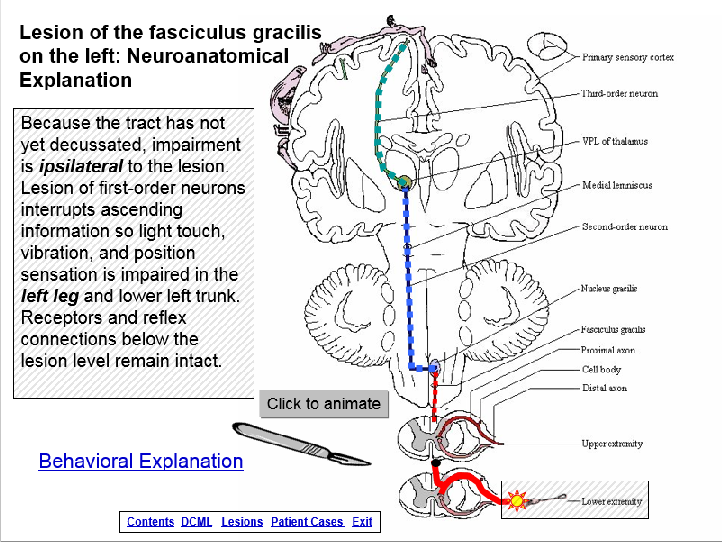 Lesion of the fasciculus gracilis
on the left: Neuroanatomical
Explanation
Because the tract has not
yet decussated, impairment
is ipsilateral to the lesion.
Lesion of first-order neurons
interrupts ascending
information so light touch,
vibration, and position
sensation is impaired in the
left leg and lower left trunk.
Receptors and reflex
connections below the
lesion level remain intact.
Primary sensory cortex
Third-order neuron
VPL of thalamus
Medial lemniscus
Second-order neuron
Nucleus gracilis
Fasciculus gracilis
Proximal axon
Cell body
Distal axon
Click to animate
Upper extremity
Behavioral Explanation
Lower extremity
Contents DCML Lesions Patient Cases Exit